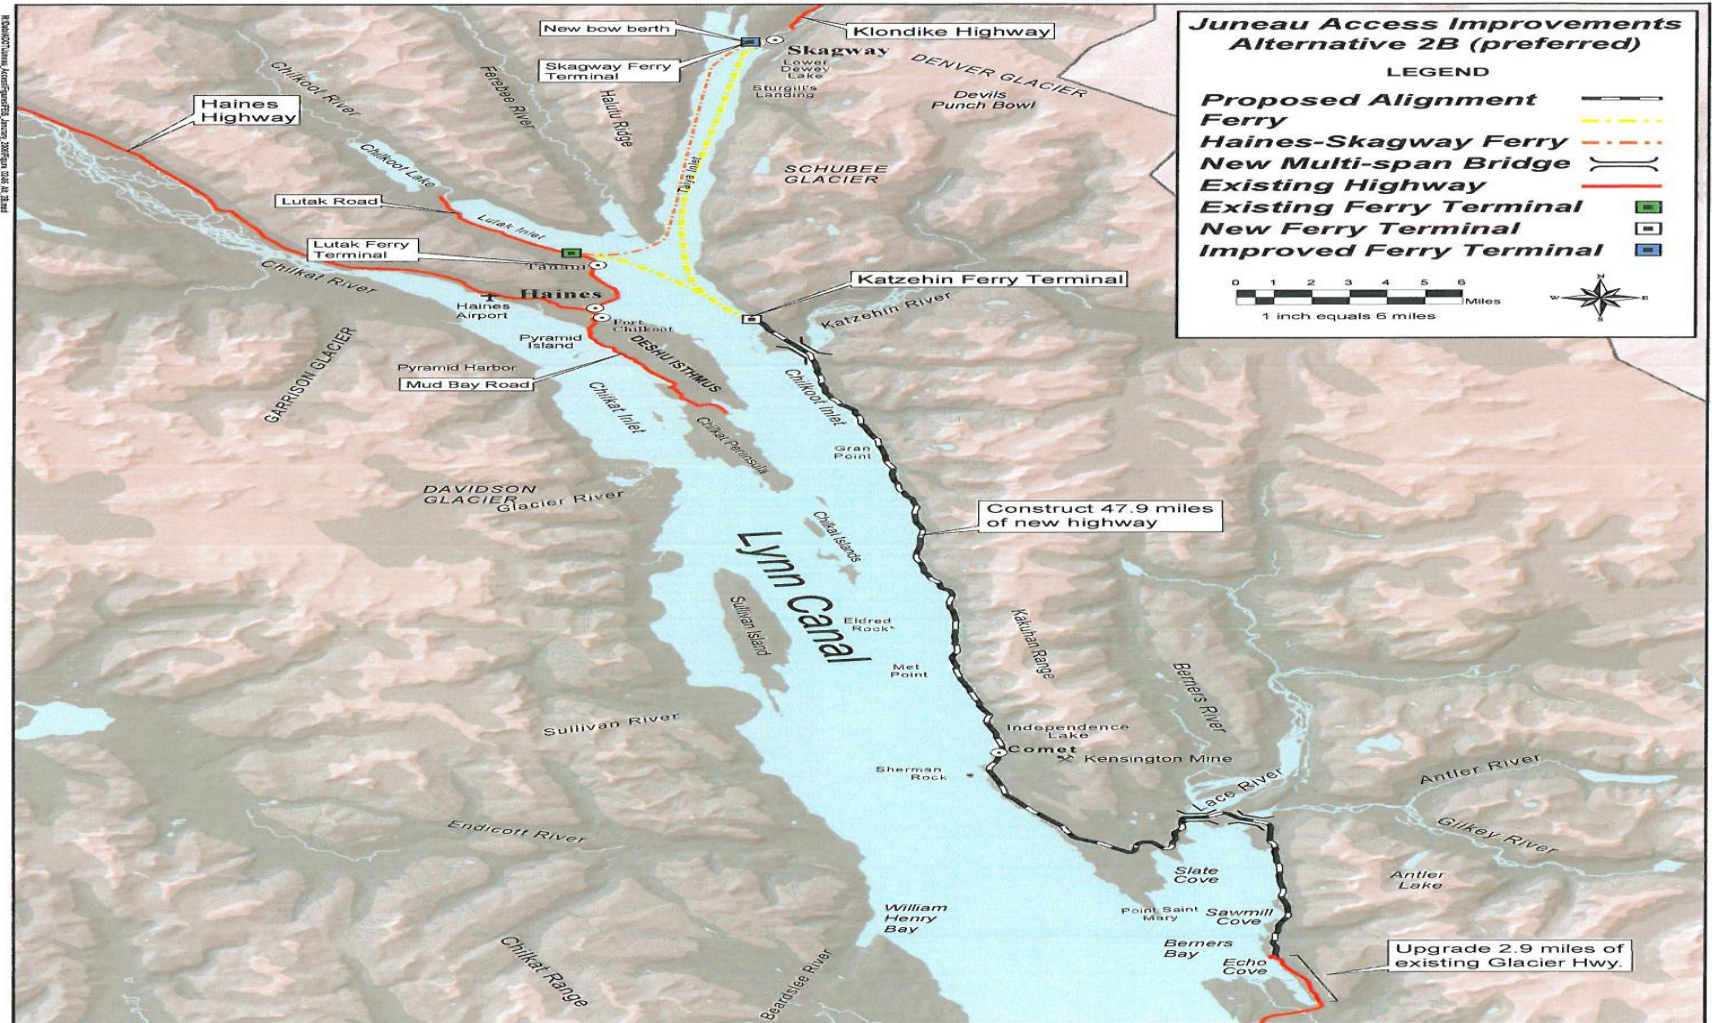 Juneau Access Improvements
Alternative 2B (preferred)
LEGEND
Proposed Alignment
Ferry
Haines-Skagway Ferry
New Multi-span Bridge
Existing Highway
Existing Ferry Terminal
New Ferry Terminal
Improved Ferry Terminal
0 1 2 3 4 5 6
Miles
1 inch equals 6 miles
N
W E
S
New bow berth
Klondike Highway
Skagway
Skagway Ferry
Terminal
Lower
Dewey
Lake
Sturgill's
Landing
DENVER GLACIER
Devils
Punch Bowl
Chilkoot River
Ferebee River
Halutu Ridge
Haines
Highway
Chilkoot Lake
Taiya Inlet
SCHUBEE
GLACIER
Lutak Road
Lutak Inlet
Lutak Ferry
Terminal
Tanani
Chilkat River
Haines
Haines
Airport
Katzehin Ferry Terminal
Katzehin River
Fort
Chilkoot
Pyramid
Island
DESHU ISTHMUS
GARRISON GLACIER
Pyramid Harbor
Mud Bay Road
Chilkat Inlet
Chilkoot Inlet
Chilkat Peninsula
Gran
Point
DAVIDSON
GLACIER
Glacier River
Construct 47.9 miles
of new highway
Chilkat Islands
Lynn Canal
Sullivan Island
Eldred
Rock
Kakuhan Range
Met
Point
Berners River
Sullivan River
Independence
Lake
Comet
Kensington Mine
Sherman
Rock
Lace River
Antler River
Gilkey River
Endicott River
Slate
Cove
Antler
Lake
Point Saint
Mary
Sawmill
Cove
William
Henry
Bay
Berners
Bay
Echo
Cove
Upgrade 2.9 miles of
existing Glacier Hwy.
Chilkat Range
Beardslee River